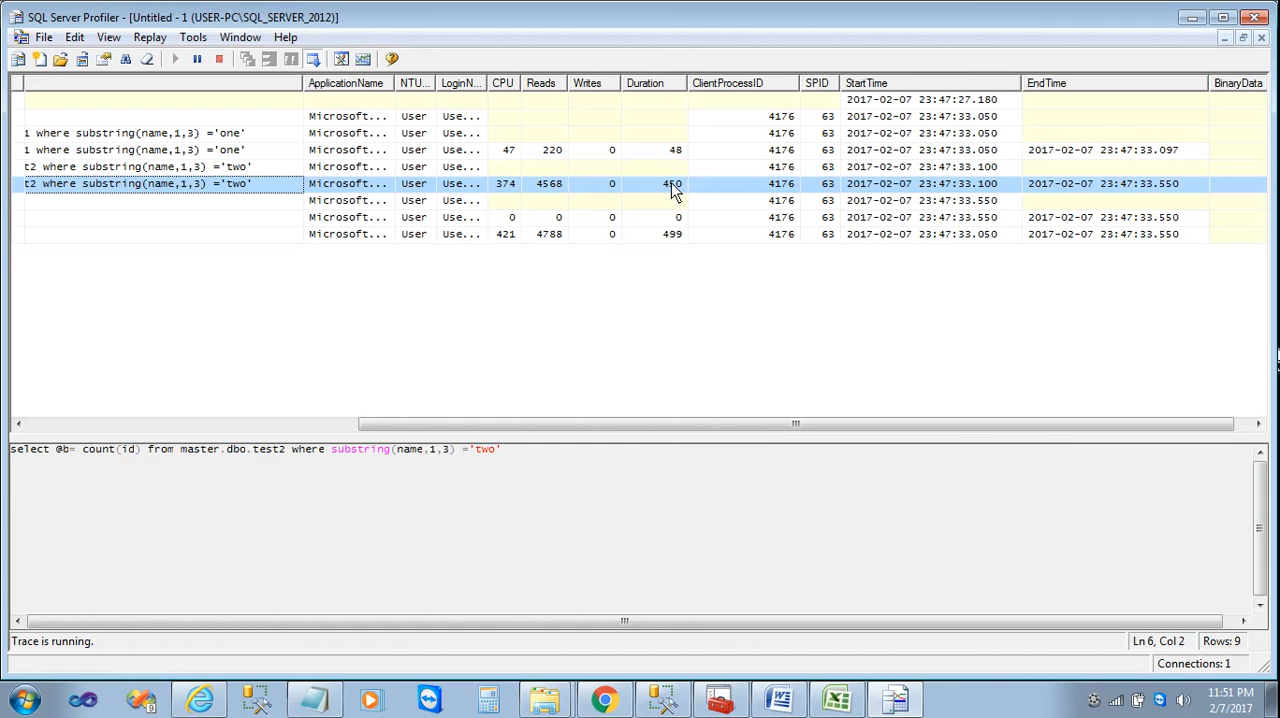 SQL Server Profiler - [Untitled - 1 (USER-PC\SQL_SERVER_2012)]
File Edit View Replay Tools Window Help
ApplicationName NTU... LoginN... CPU Reads Writes Duration ClientProcessID SPID StartTime EndTime BinaryData
2017-02-07 23:47:27.180
Microsoft... User Use... 4176 63 2017-02-07 23:47:33.050
1 where substring(name,1,3) ='one' Microsoft... User Use... 4176 63 2017-02-07 23:47:33.050
1 where substring(name,1,3) ='one' Microsoft... User Use... 47 220 0 48 4176 63 2017-02-07 23:47:33.050 2017-02-07 23:47:33.097
t2 where substring(name,1,3) ='two' Microsoft... User Use... 4176 63 2017-02-07 23:47:33.100
t2 where substring(name,1,3) ='two' Microsoft... User Use... 374 4568 0 4176 63 2017-02-07 23:47:33.100 2017-02-07 23:47:33.550
Microsoft... User Use... 4176 63 2017-02-07 23:47:33.550
Microsoft... User Use... 0 0 0 0 4176 63 2017-02-07 23:47:33.550 2017-02-07 23:47:33.550
Microsoft... User Use... 421 4788 0 499 4176 63 2017-02-07 23:47:33.050 2017-02-07 23:47:33.550
select @b= count(id) from master.dbo.test2 where substring(name,1,3) ='two'
Trace is running. Ln 6, Col 2 Rows: 9
Connections: 1
11:51 PM
2/7/2017